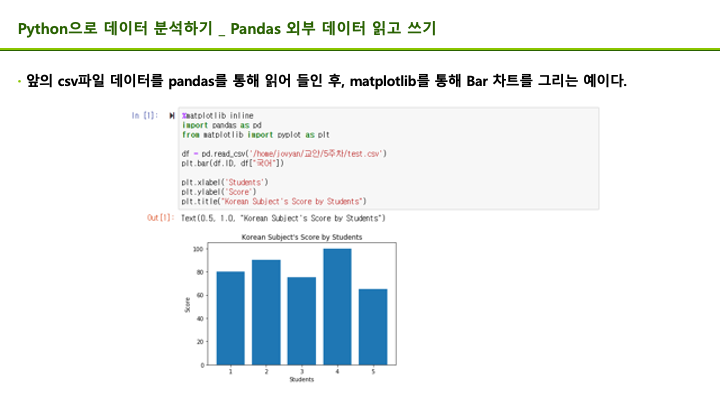 Python으로 데이터 분석하기 _ Pandas 외부 데이터 읽고 쓰기
· 앞의 csv파일 데이터를 pandas를 통해 읽어 들인 후, matplotlib를 통해 Bar 차트를 그리는 예이다.
In [1]:
%matplotlib inline
import pandas as pd
from matplotlib import pyplot as plt
df = pd.read_csv('/home/jovyan/교안/5주차/test.csv')
plt.bar(df.ID, df["국어"])
plt.xlabel('Students')
plt.ylabel('Score')
plt.title("Korean Subject's Score by Students")
Out[1]: Text(0.5, 1.0, "Korean Subject's Score by Students")
Korean Subject's Score by Students
Score
100
80
60
40
20
0
1 2 3 4 5
Students